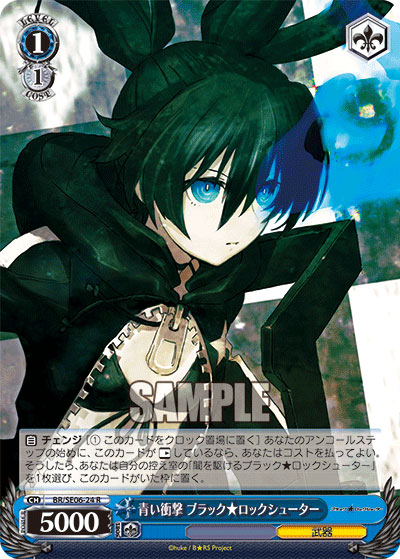 LEVEL
1
1
COST
SAMPLE
チェンジ [① このカードをクロック置場に置く] あなたのアンコールステ
ップの始めに、このカードが しているなら、あなたはコストを払ってよい。
そうしたら、あなたは自分の控え室の「闇を駆けるブラック★ロックシューター」
を1枚選び、このカードがいた枠に置く。
CH BR/SE06-24 R
5000
青い衝撃 ブラック★ロックシューター
武器
©huke / B★RS Project